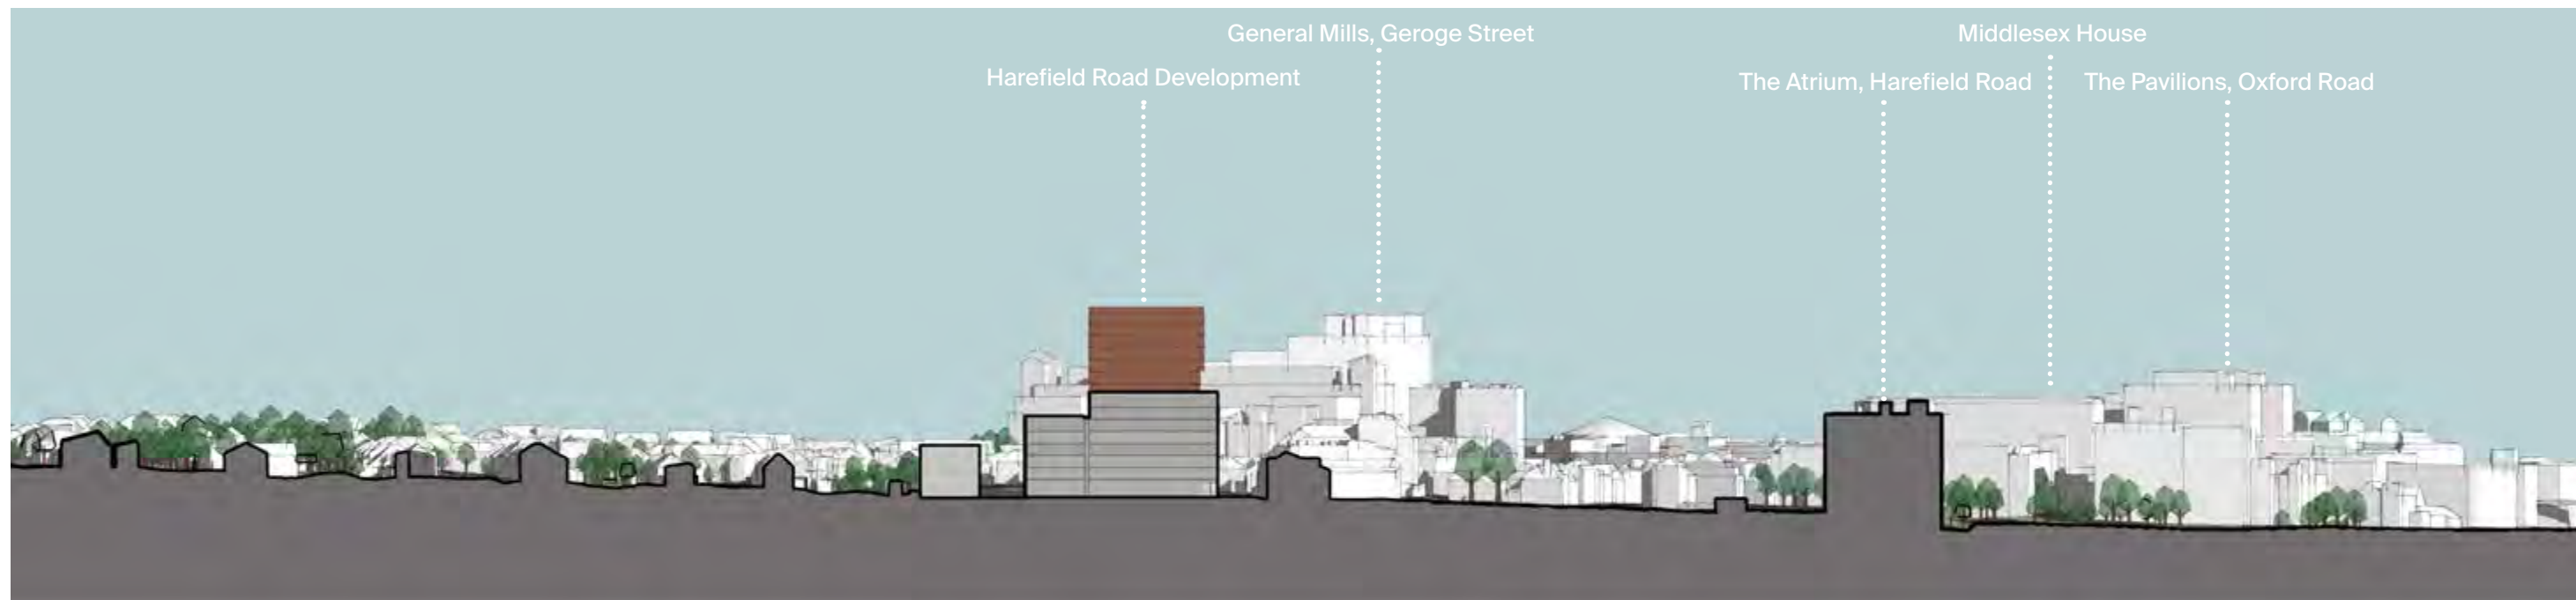 General Mills, Geroge Street
Middlesex House
Harefield Road Development
The Atrium, Harefield Road
The Pavilions, Oxford Road